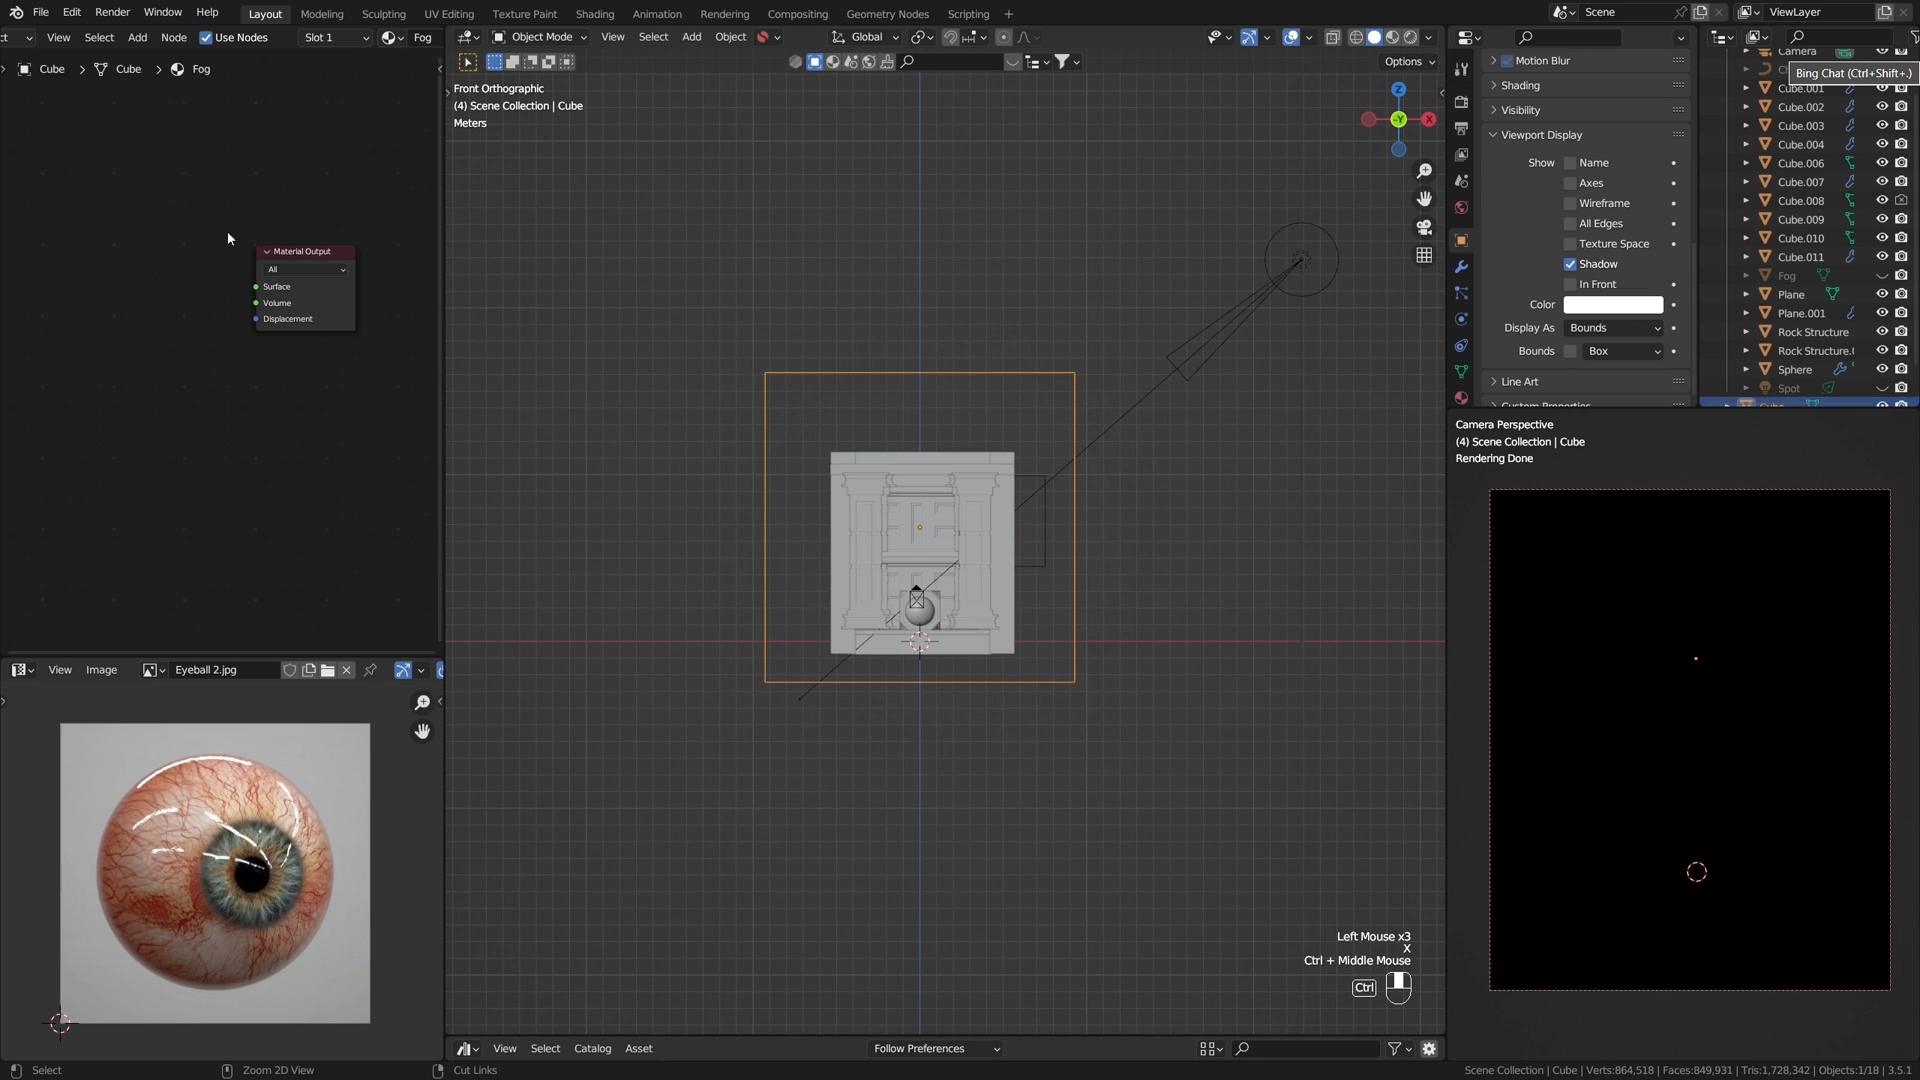 File Edit Render Window Help Layout Modeling Sculpting UV Editing Texture Paint Shading Animation Rendering Compositing Geometry Nodes Scripting + Scene ViewLayer
View Select Add Node Use Nodes Slot 1 Fog
Object Mode View Select Add Object Global
Cube > Cube > Fog
Options
Front Orthographic
(4) Scene Collection | Cube
Meters
Z
-Y
X
Material Output
All
Surface
Volume
Displacement
View Image Eyeball 2.jpg
Left Mouse x3
X
Ctrl + Middle Mouse
Ctrl
View Select Catalog Asset Follow Preferences
Motion Blur
Shading
Visibility
Viewport Display
Show Name
Axes
Wireframe
All Edges
Texture Space
Shadow
In Front
Color
Display As Bounds
Bounds Box
Line Art
Custom Properties
Camera
Bing Chat (Ctrl+Shift+.)
Cube.001
Cube.002
Cube.003
Cube.004
Cube.006
Cube.007
Cube.008
Cube.009
Cube.010
Cube.011
Fog
Plane
Plane.001
Rock Structure
Rock Structure.
Sphere
Spot
Cube
Camera Perspective
(4) Scene Collection | Cube
Rendering Done
Select Zoom 2D View Cut Links
Scene Collection | Cube | Verts:864,518 | Faces:849,931 | Tris:1,728,342 | Objects:1/18 | 3.5.1